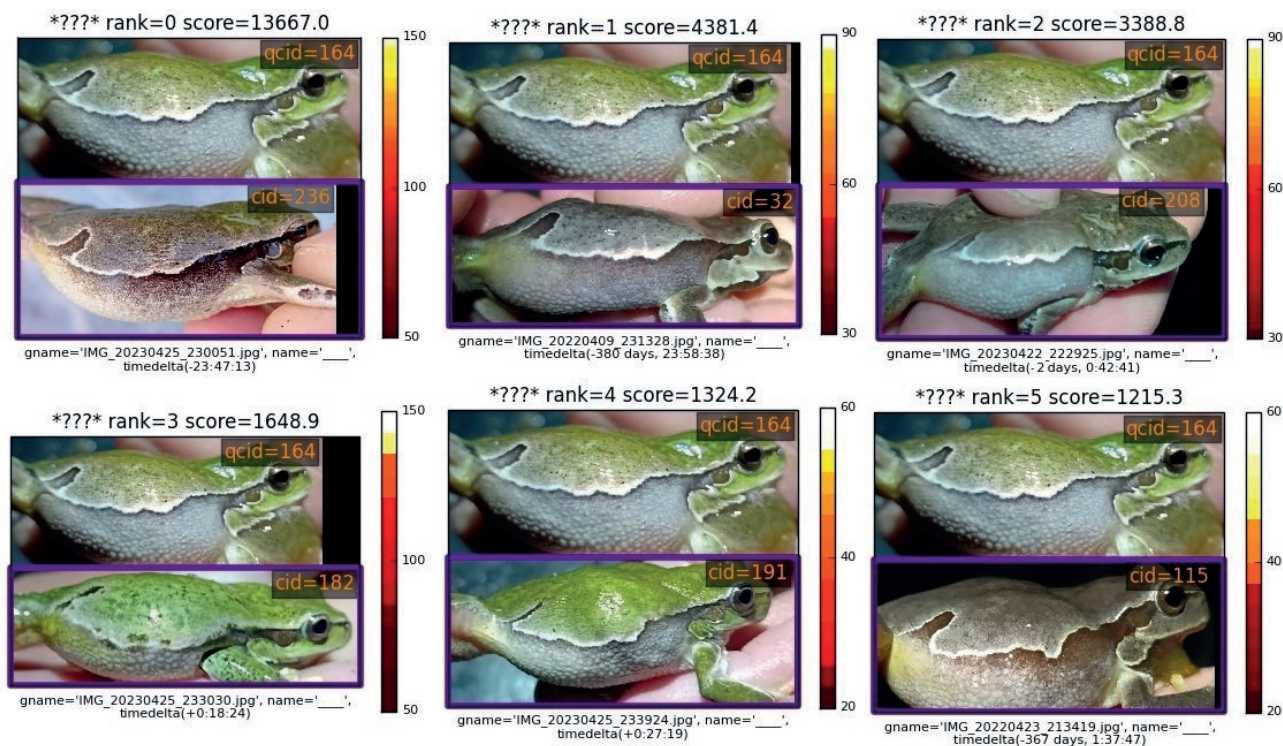 *???* rank=0 score=13667.0
qcid=164
cid=236
150
100
50
gname='IMG_20230425_230051.jpg', name='____',
timedelta(-23:47:13)
*???* rank=1 score=4381.4
qcid=164
cid=32
90
60
30
gname='IMG_20220409_231328.jpg', name='____',
timedelta(-380 days, 23:58:38)
*???* rank=2 score=3388.8
qcid=164
cid=208
90
60
30
gname='IMG_20230422_222925.jpg', name='____',
timedelta(-2 days, 0:42:41)
*???* rank=3 score=1648.9
qcid=164
cid=182
150
100
50
gname='IMG_20230425_233030.jpg', name='____',
timedelta(+0:18:24)
*???* rank=4 score=1324.2
qcid=164
cid=191
60
40
20
gname='IMG_20230425_233924.jpg', name='____',
timedelta(+0:27:19)
*???* rank=5 score=1215.3
qcid=164
cid=115
60
40
20
gname='IMG_20220423_213419.jpg', name='____',
timedelta(-367 days, 1:37:47)